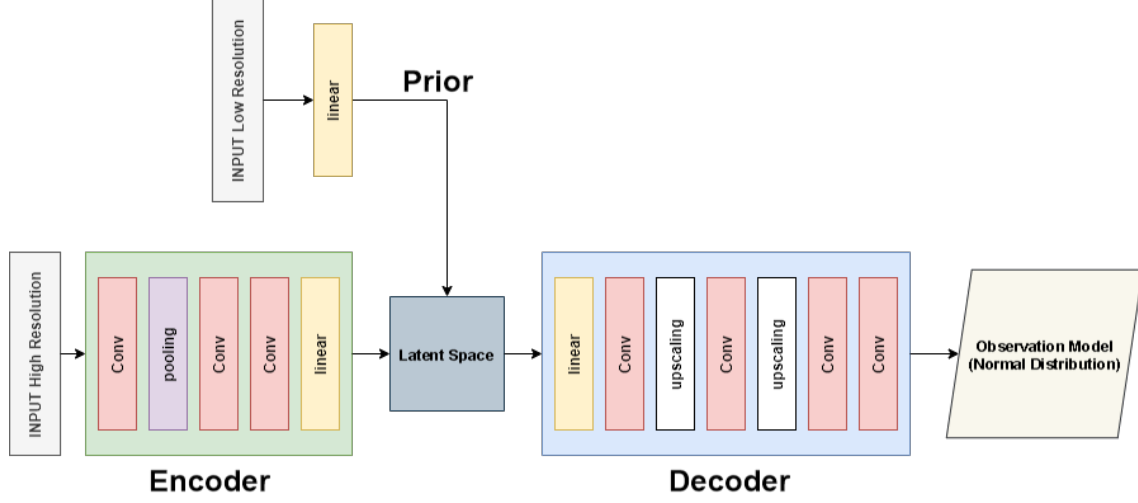 INPUT Low Resolution
linear
Prior
INPUT High Resolution
Conv
pooling
Conv
Conv
linear
Encoder
Latent Space
linear
Conv
upscaling
Conv
upscaling
Conv
Conv
Decoder
Observation Model
(Normal Distribution)